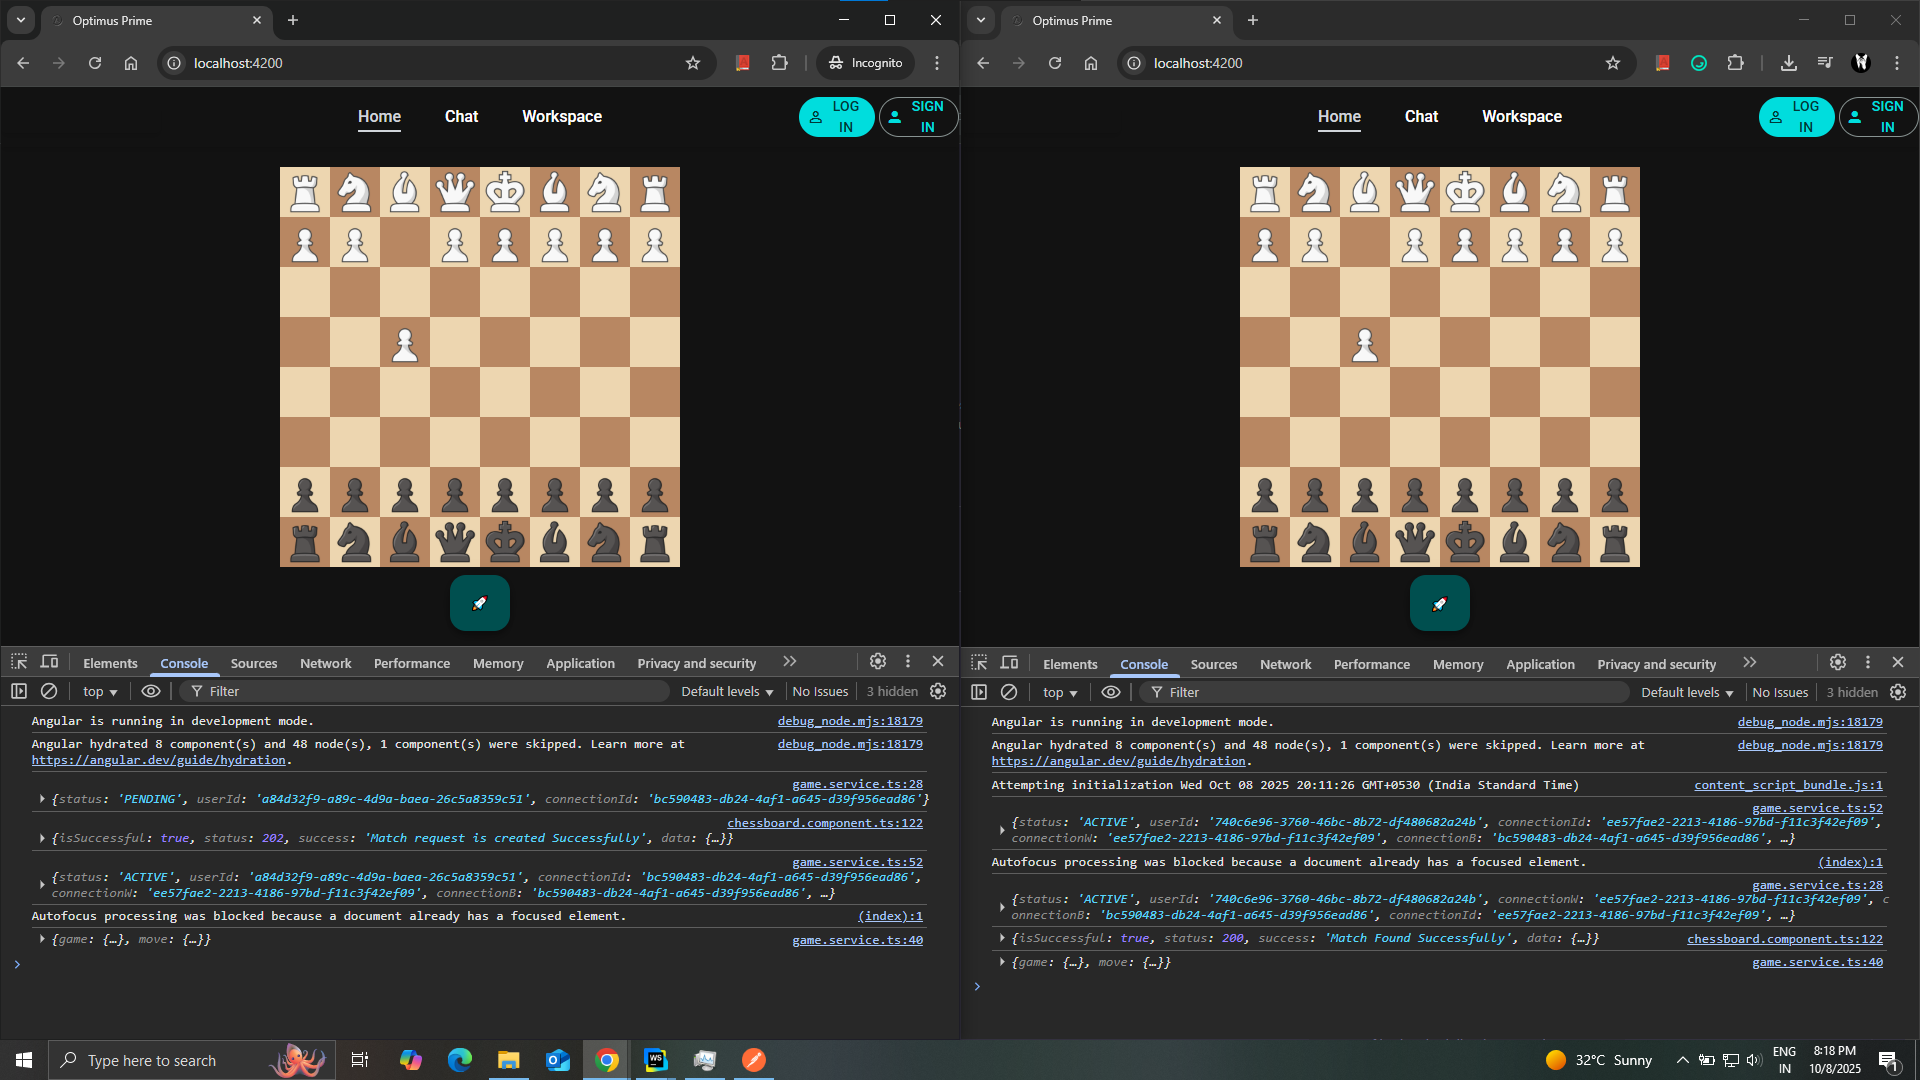 Optimus Prime
localhost:4200
Incognito
Home Chat Workspace
LOG IN
SIGN IN
Elements Console Sources Network Performance Memory Application Privacy and security
top Filter Default levels No Issues 3 hidden
Angular is running in development mode. debug_node.mjs:18179
Angular hydrated 8 component(s) and 48 node(s), 1 component(s) were skipped. Learn more at debug_node.mjs:18179
https://angular.dev/guide/hydration.
game.service.ts:28
{status: 'PENDING', userId: 'a84d32f9-a89c-4d9a-baea-26c5a8359c51', connectionId: 'bc590483-db24-4af1-a645-d39f956ead86'}
chessboard.component.ts:122
{isSuccessful: true, status: 202, success: 'Match request is created Successfully', data: {…}}
game.service.ts:52
{status: 'ACTIVE', userId: 'a84d32f9-a89c-4d9a-baea-26c5a8359c51', connectionId: 'bc590483-db24-4af1-a645-d39f956ead86',
connectionW: 'ee57fae2-2213-4186-97bd-f11c3f42ef09', connectionB: 'bc590483-db24-4af1-a645-d39f956ead86', …}
Autofocus processing was blocked because a document already has a focused element. (index):1
{game: {…}, move: {…}} game.service.ts:40
Optimus Prime
localhost:4200
Home Chat Workspace
LOG IN
SIGN IN
Elements Console Sources Network Performance Memory Application Privacy and security
top Filter Default levels No Issues 3 hidden
Angular is running in development mode. debug_node.mjs:18179
Angular hydrated 8 component(s) and 48 node(s), 1 component(s) were skipped. Learn more at debug_node.mjs:18179
https://angular.dev/guide/hydration.
Attempting initialization Wed Oct 08 2025 20:11:26 GMT+0530 (India Standard Time) content_script_bundle.js:1
game.service.ts:52
{status: 'ACTIVE', userId: '740c6e96-3760-46bc-8b72-df480682a24b', connectionId: 'ee57fae2-2213-4186-97bd-f11c3f42ef09',
connectionW: 'ee57fae2-2213-4186-97bd-f11c3f42ef09', connectionB: 'bc590483-db24-4af1-a645-d39f956ead86', …}
Autofocus processing was blocked because a document already has a focused element. (index):1
game.service.ts:28
{status: 'ACTIVE', userId: '740c6e96-3760-46bc-8b72-df480682a24b', connectionW: 'ee57fae2-2213-4186-97bd-f11c3f42ef09', c
onnectionB: 'bc590483-db24-4af1-a645-d39f956ead86', connectionId: 'ee57fae2-2213-4186-97bd-f11c3f42ef09', …}
{isSuccessful: true, status: 200, success: 'Match Found Successfully', data: {…}} chessboard.component.ts:122
{game: {…}, move: {…}} game.service.ts:40
Type here to search
WS
32°C Sunny
ENG
IN
8:18 PM
10/8/2025
1